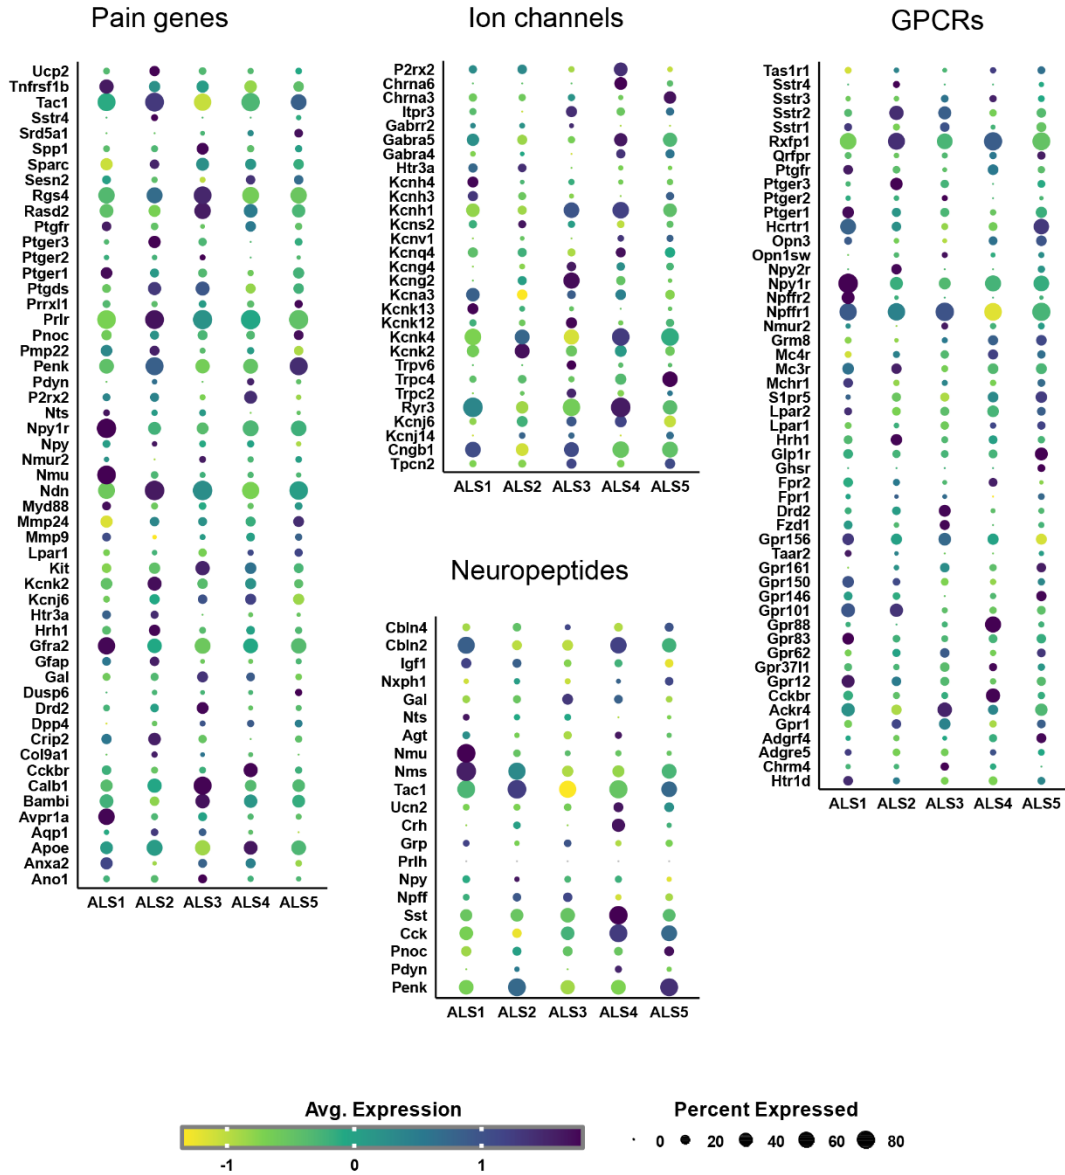 Pain genes
Ucp2
Tnfrsf1b
Tac1
Sstr4
Srd5a1
Spp1
Sparc
Sesn2
Rgs4
Rasd2
Ptgfr
Ptger3
Ptger2
Ptger1
Ptgds
Prrxl1
Prlr
Pnoc
Pmp22
Penk
Pdyn
P2rx2
Nts
Npy1r
Npy
Nmur2
Nmu
Ndn
Myd88
Mmp24
Mmp9
Lpar1
Kit
Kcnk2
Kcnj6
Htr3a
Hrh1
Gfra2
Gfap
Gal
Dusp6
Drd2
Dpp4
Crip2
Col9a1
Cckbr
Calb1
Bambi
Avpr1a
Aqp1
Apoe
Anxa2
Ano1
ALS1 ALS2 ALS3 ALS4 ALS5
Ion channels
P2rx2
Chrna6
Chrna3
Itpr3
Gabrr2
Gabra5
Gabra4
Htr3a
Kcnh4
Kcnh3
Kcnh1
Kcns2
Kcnv1
Kcnq4
Kcng4
Kcng2
Kcna3
Kcnk13
Kcnk12
Kcnk4
Kcnk2
Trpv6
Trpc4
Trpc2
Ryr3
Kcnj6
Kcnj14
Cngb1
Tpcn2
ALS1 ALS2 ALS3 ALS4 ALS5
Neuropeptides
Cbln4
Cbln2
Igf1
Nxph1
Gal
Nts
Agt
Nmu
Nms
Tac1
Ucn2
Crh
Grp
Prlh
Npy
Npff
Sst
Cck
Pnoc
Pdyn
Penk
ALS1 ALS2 ALS3 ALS4 ALS5
GPCRs
Tas1r1
Sstr4
Sstr3
Sstr2
Sstr1
Rxfp1
Qrfpr
Ptgfr
Ptger3
Ptger2
Ptger1
Hcrtr1
Opn3
Opn1sw
Npy2r
Npy1r
Npffr2
Npffr1
Nmur2
Grm8
Mc4r
Mc3r
Mchr1
S1pr5
Lpar2
Lpar1
Hrh1
Glp1r
Ghsr
Fpr2
Fpr1
Drd2
Fzd1
Gpr156
Taar2
Gpr161
Gpr150
Gpr146
Gpr101
Gpr88
Gpr83
Gpr62
Gpr37l1
Gpr12
Cckbr
Ackr4
Gpr1
Adgrf4
Adgre5
Chrm4
Htr1d
ALS1 ALS2 ALS3 ALS4 ALS5
Avg. Expression
-1 0 1
Percent Expressed
0 20 40 60 80